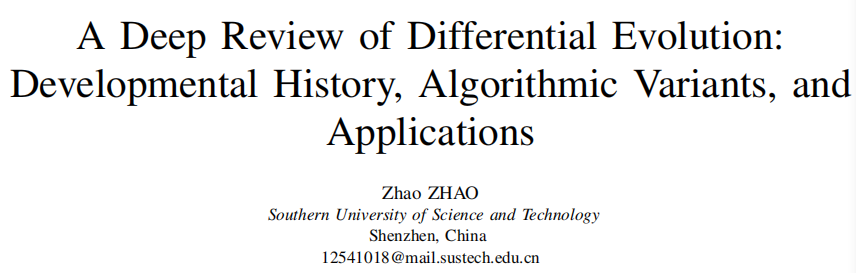 A Deep Review of Differential Evolution:
Developmental History, Algorithmic Variants, and
Applications
Zhao ZHAO
Southern University of Science and Technology
Shenzhen, China
12541018@mail.sustech.edu.cn